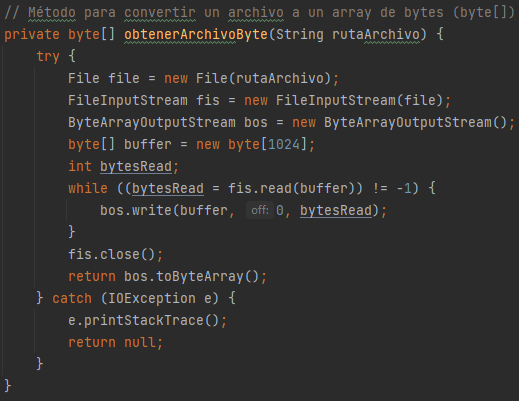 // Método para convertir un archivo a un array de bytes (byte[])
private byte[] obtenerArchivoByte(String rutaArchivo) {
    try {
        File file = new File(rutaArchivo);
        FileInputStream fis = new FileInputStream(file);
        ByteArrayOutputStream bos = new ByteArrayOutputStream();
        byte[] buffer = new byte[1024];
        int bytesRead;
        while ((bytesRead = fis.read(buffer)) != -1) {
            bos.write(buffer, off: 0, bytesRead);
        }
        fis.close();
        return bos.toByteArray();
    } catch (IOException e) {
        e.printStackTrace();
        return null;
    }
}